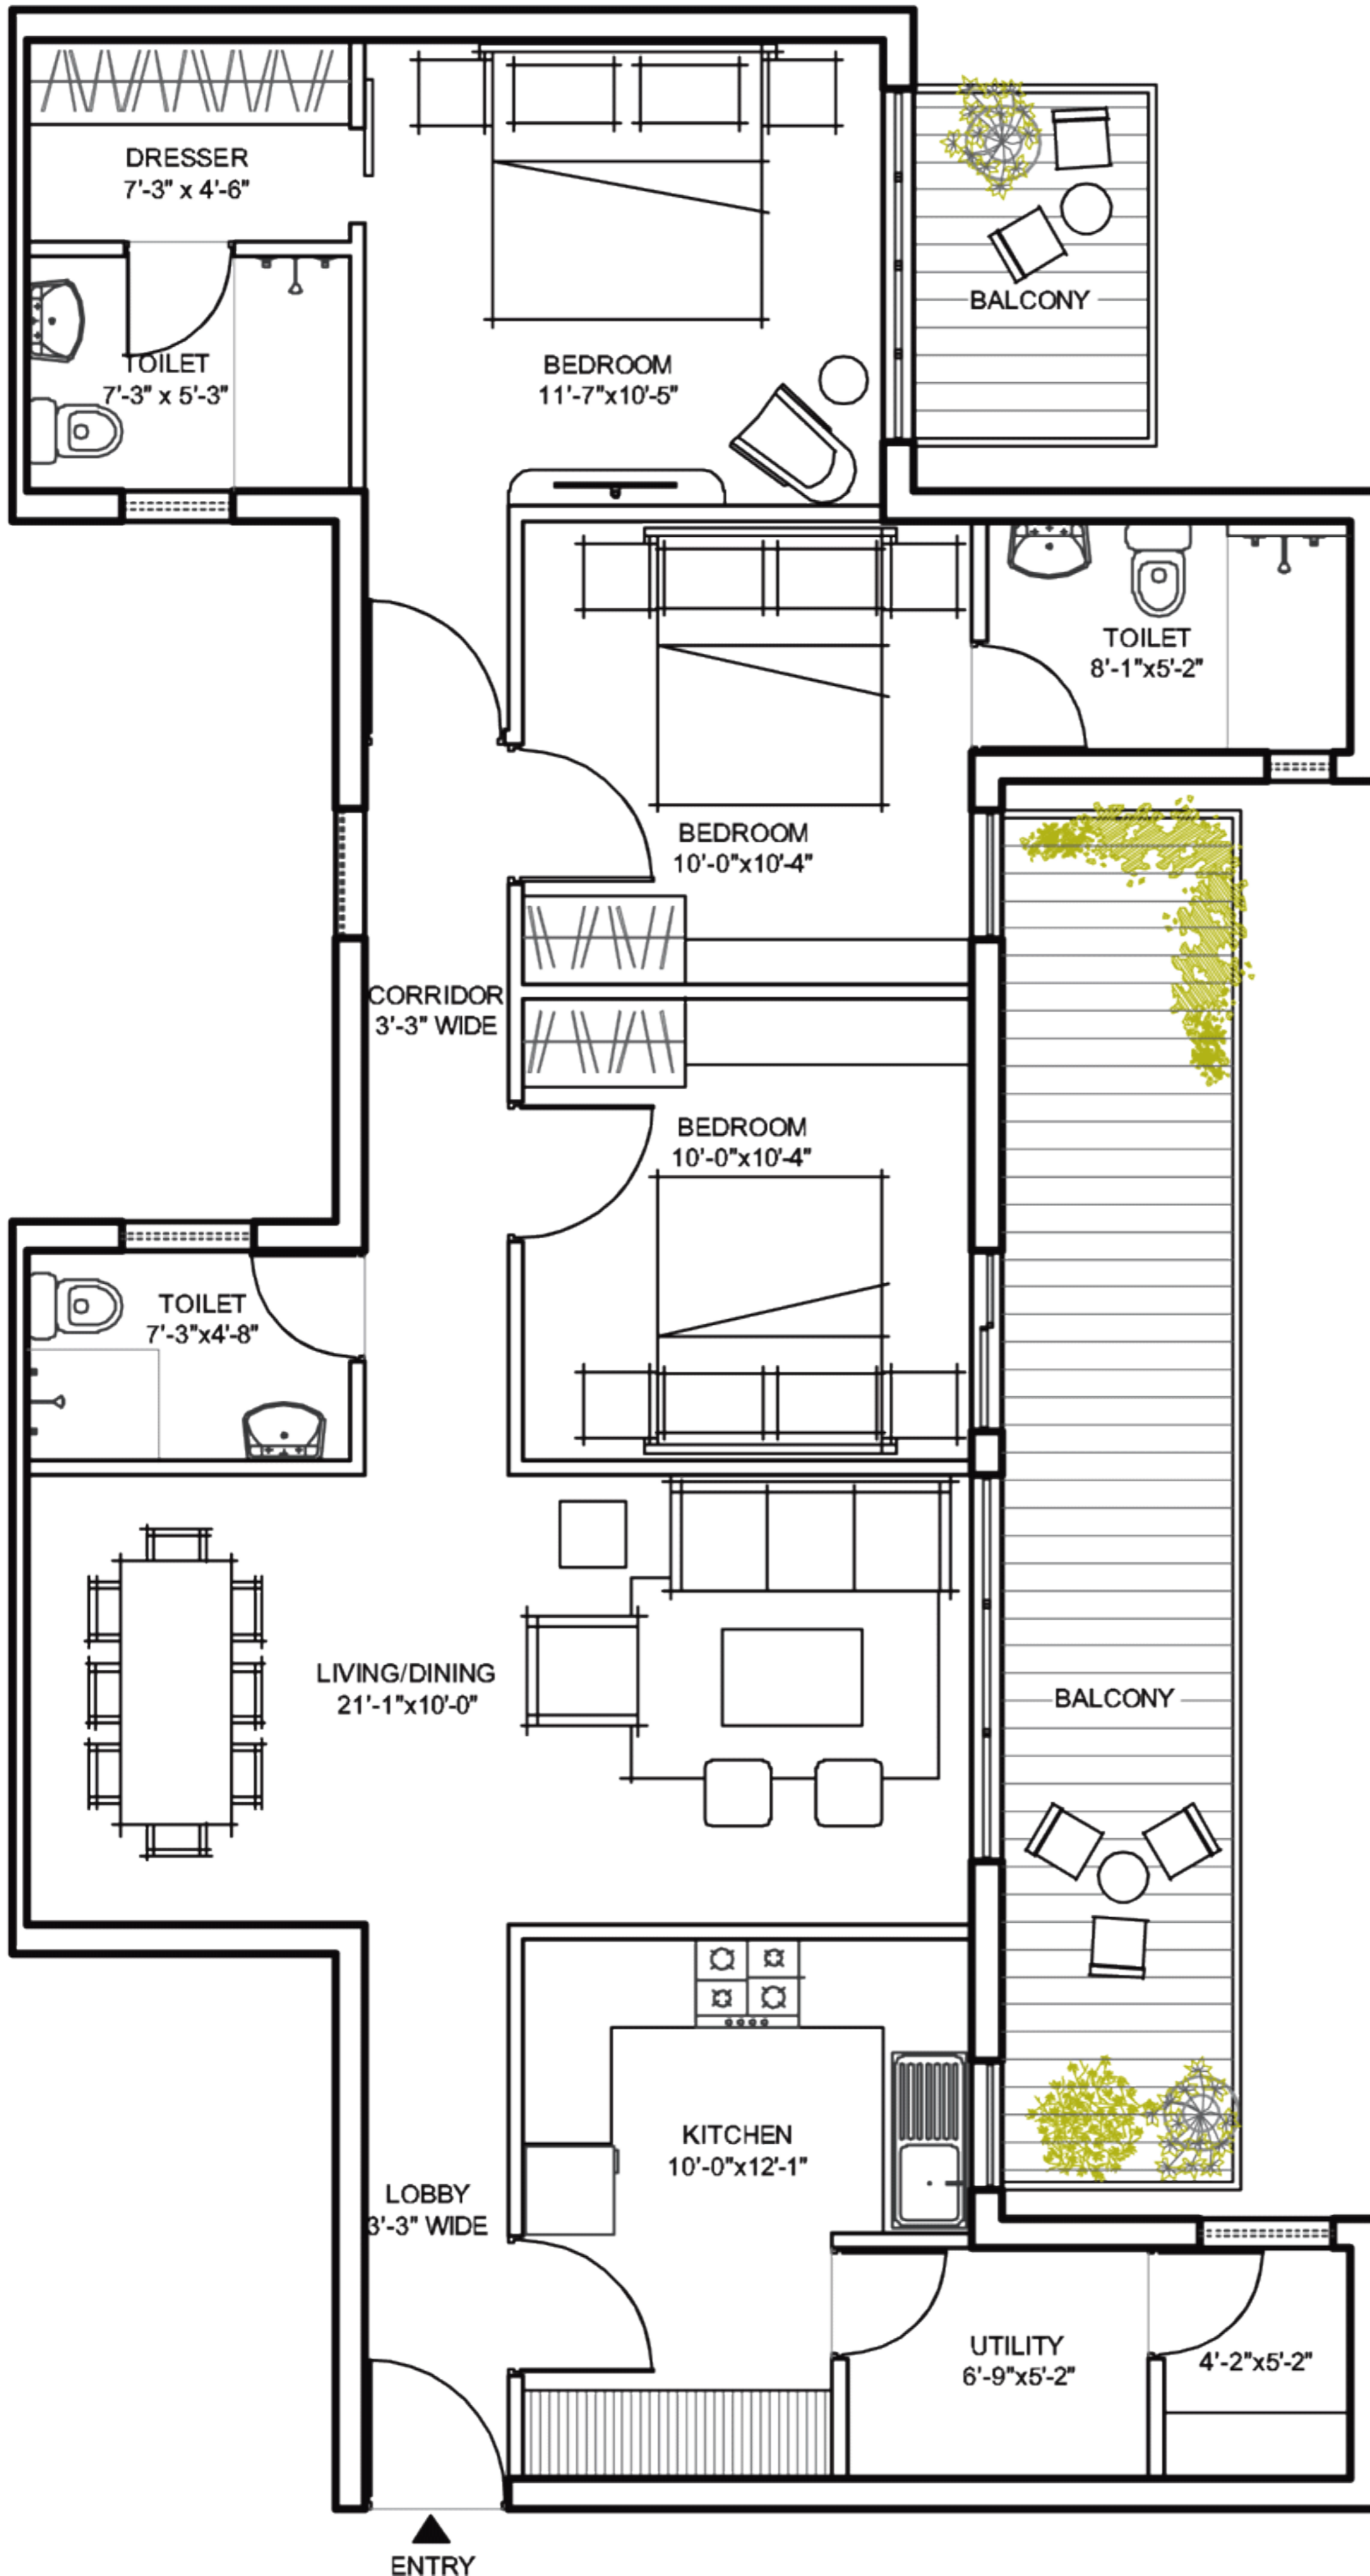 DRESSER
7'-3" x 4'-6"
BALCONY
TOILET
7'-3" x 5'-3"
BEDROOM
11'-7"x10'-5"
TOILET
8'-1"x5'-2"
BEDROOM
10'-0"x10'-4"
CORRIDOR
3'-3" WIDE
BEDROOM
10'-0"x10'-4"
TOILET
7'-3"x4'-8"
LIVING/DINING
21'-1"x10'-0"
BALCONY
KITCHEN
10'-0"x12'-1"
LOBBY
3'-3" WIDE
UTILITY
6'-9"x5'-2"
4'-2"x5'-2"
ENTRY